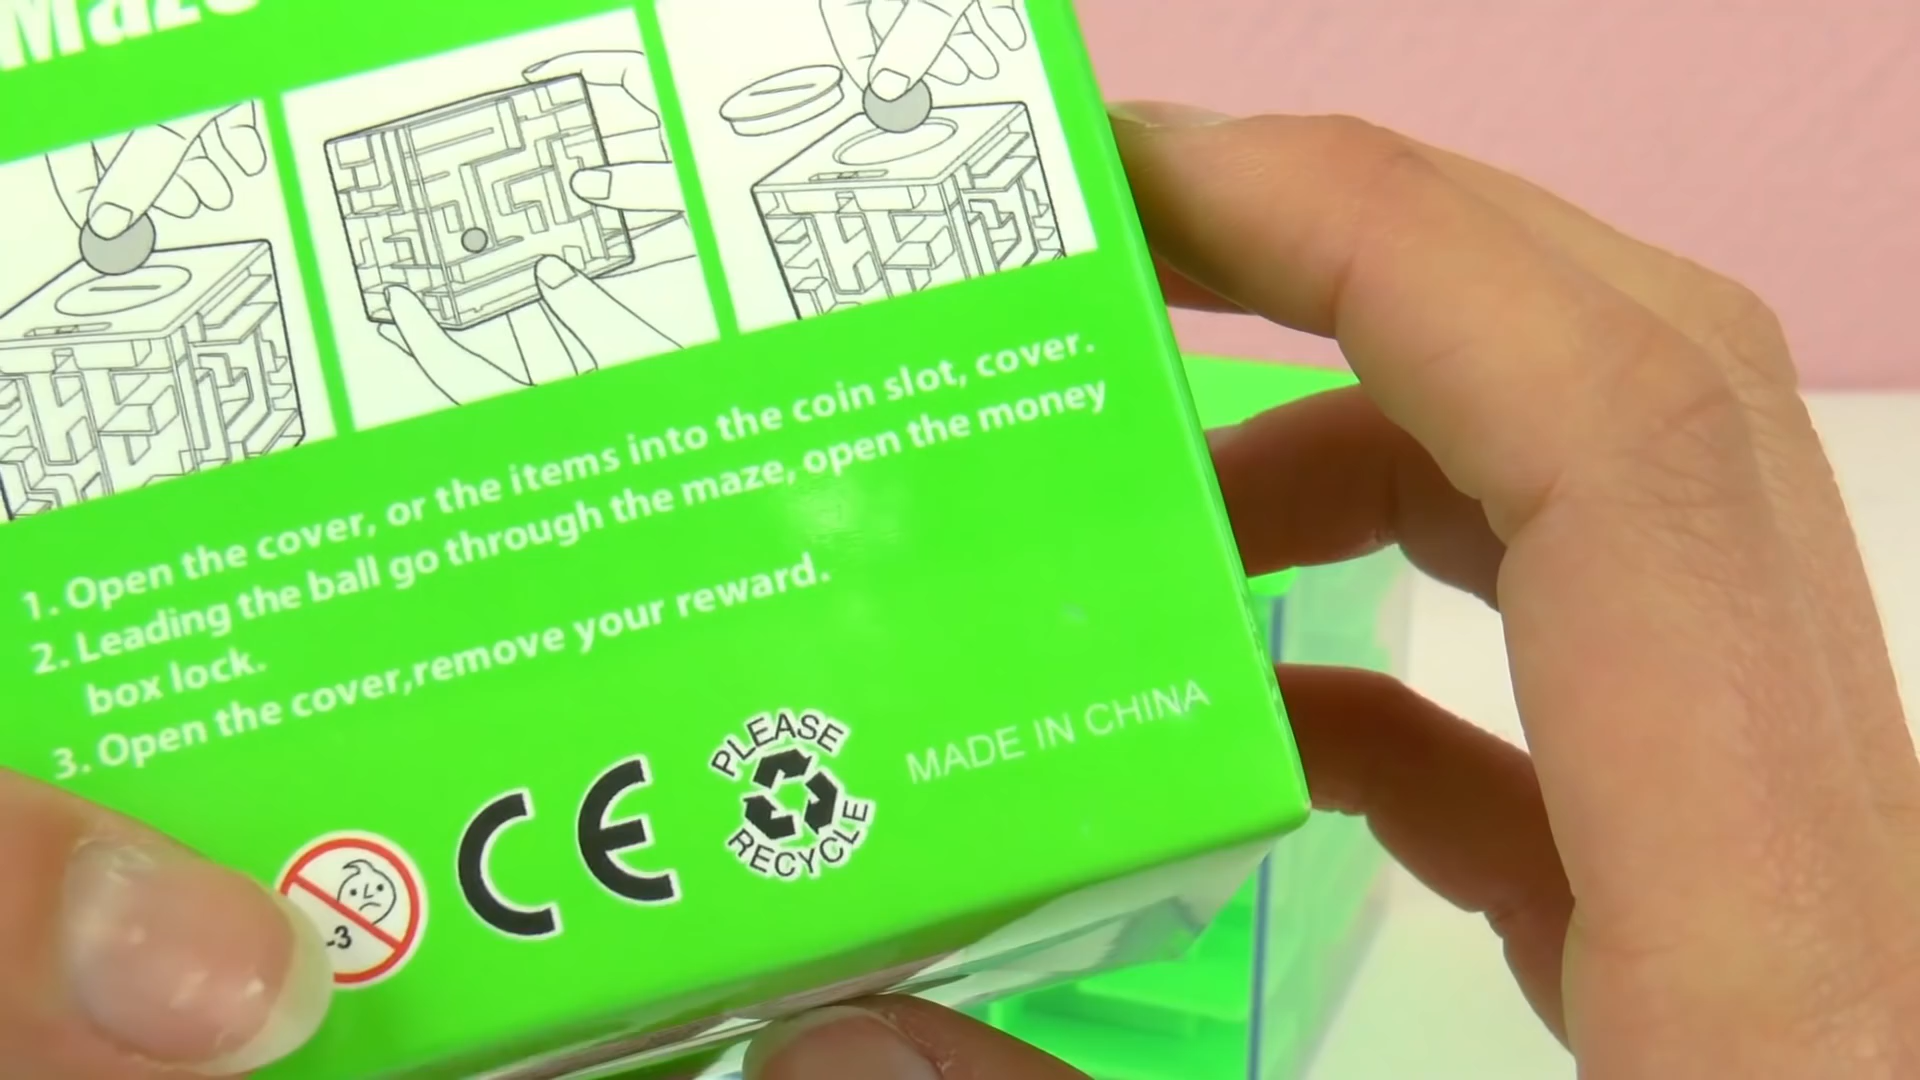 Maze
1. Open the cover, or the items into the coin slot, cover.
2. Leading the ball go through the maze, open the money
box lock.
3. Open the cover,remove your reward.
-3
CE
PLEASE
RECYCLE
MADE IN CHINA